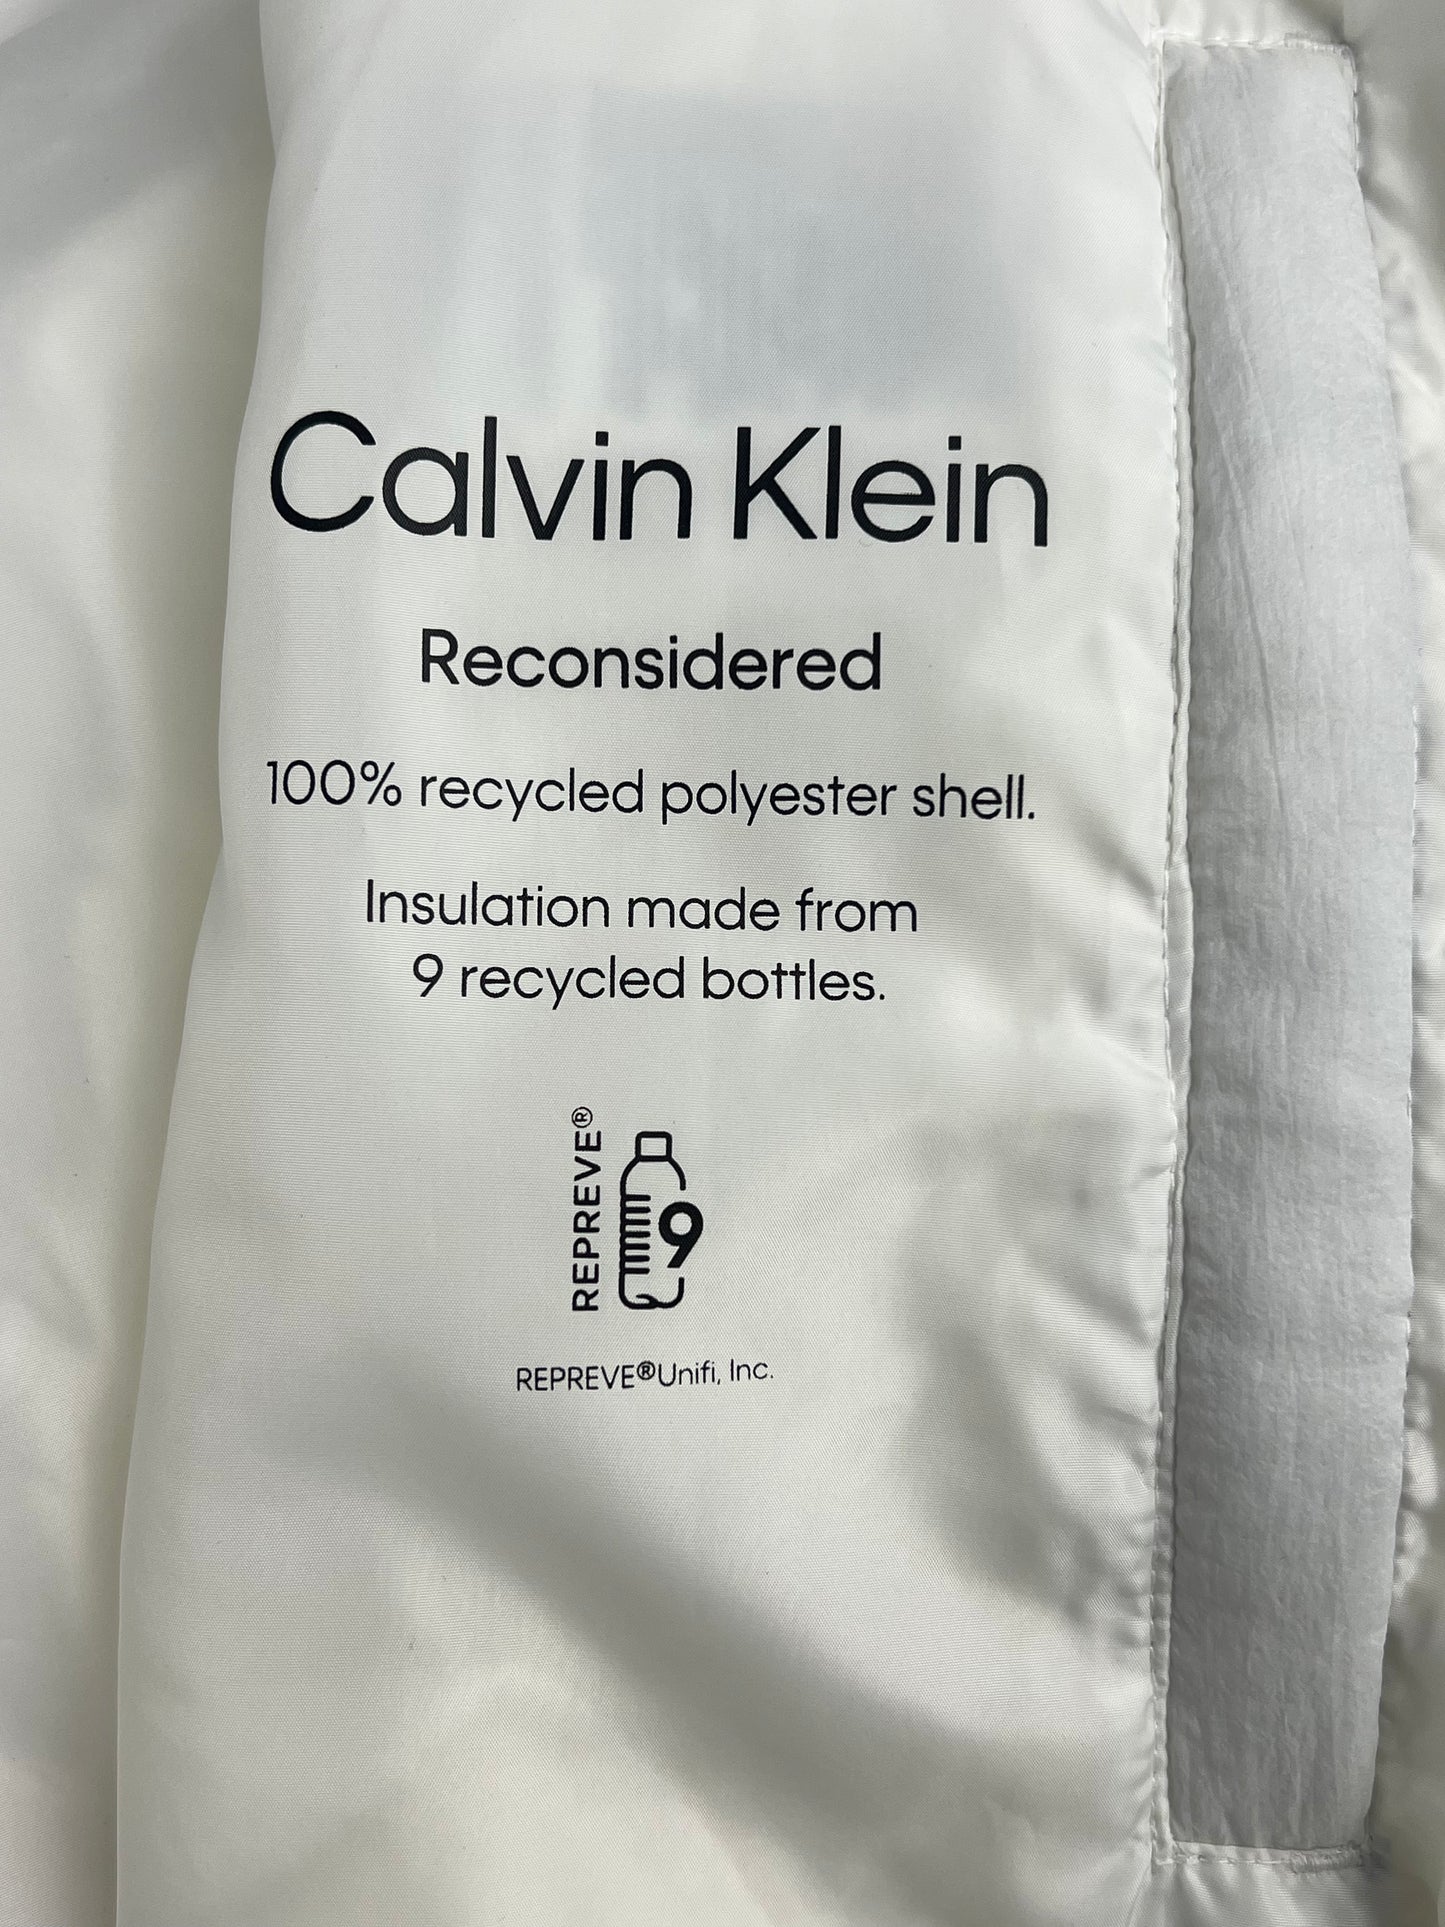 Calvin Klein
Reconsidered
100% recycled polyester shell.
Insulation made from
9 recycled bottles.
REPREVE®
9
REPREVE®Unifi, Inc.